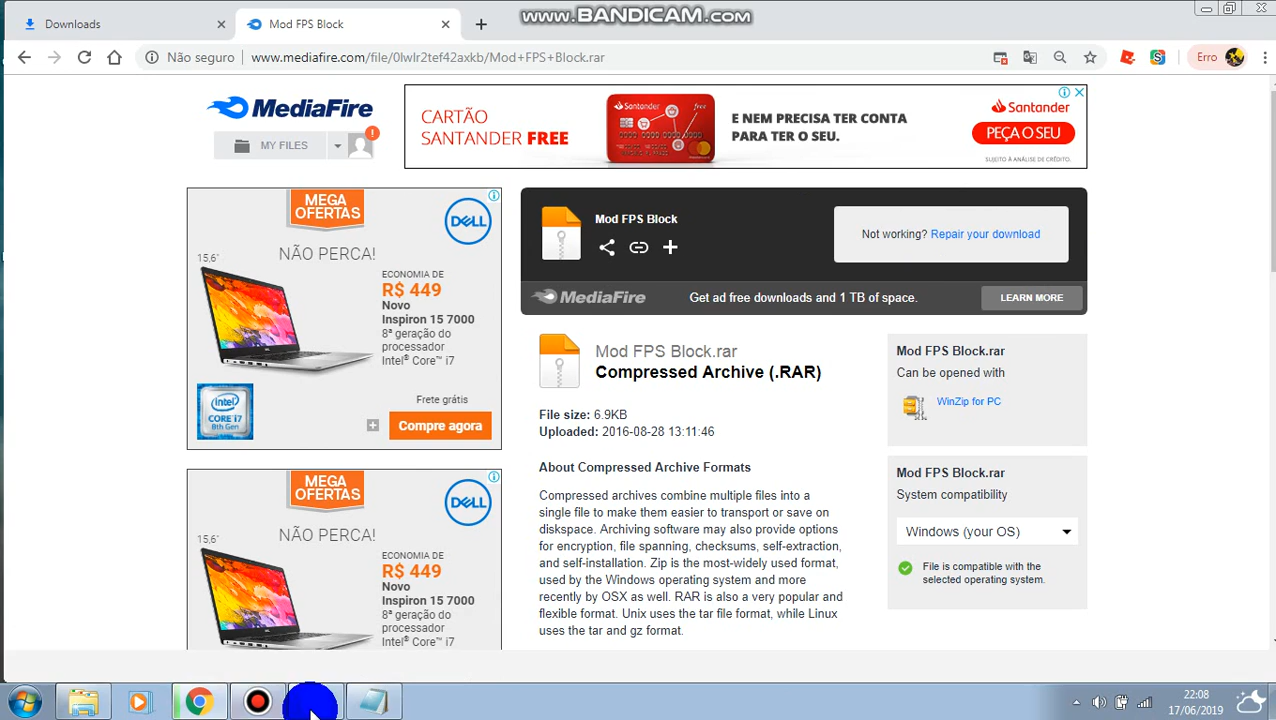 www.BANDICAM.com
Downloads
Mod FPS Block
Não seguro
www.mediafire.com/file/0lwlr2tef42axkb/Mod+FPS+Block.rar
Erro
MediaFire
MY FILES
CARTÃO
SANTANDER FREE
Santander
free
E NEM PRECISA TER CONTA
PARA TER O SEU.
Santander
PEÇA O SEU
SUJEITO À ANÁLISE DE CRÉDITO.
MEGA
OFERTAS
DELL
NÃO PERCA!
15,6"
ECONOMIA DE
R$ 449
Novo
Inspiron 15 7000
8ª geração do
processador
Intel® Core™ i7
intel
CORE i7
8th Gen
Frete grátis
Compre agora
MEGA
OFERTAS
DELL
NÃO PERCA!
15,6"
ECONOMIA DE
R$ 449
Novo
Inspiron 15 7000
8ª geração do
processador
Intel® Core™ i7
Mod FPS Block
Not working? Repair your download
MediaFire
Get ad free downloads and 1 TB of space.
LEARN MORE
Mod FPS Block.rar
Compressed Archive (.RAR)
File size: 6.9KB
Uploaded: 2016-08-28 13:11:46
About Compressed Archive Formats
Compressed archives combine multiple files into a
single file to make them easier to transport or save on
diskspace. Archiving software may also provide options
for encryption, file spanning, checksums, self-extraction,
and self-installation. Zip is the most-widely used format,
used by the Windows operating system and more
recently by OSX as well. RAR is also a very popular and
flexible format. Unix uses the tar file format, while Linux
uses the tar and gz format.
Mod FPS Block.rar
Can be opened with
WinZip for PC
Mod FPS Block.rar
System compatibility
Windows (your OS)
File is compatible with the
selected operating system.
22:08
17/06/2019